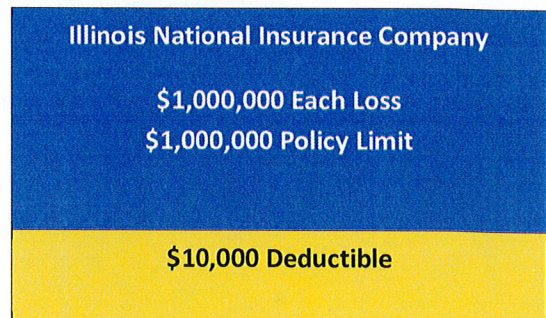 Illinois National Insurance Company
$1,000,000 Each Loss
$1,000,000 Policy Limit
$10,000 Deductible